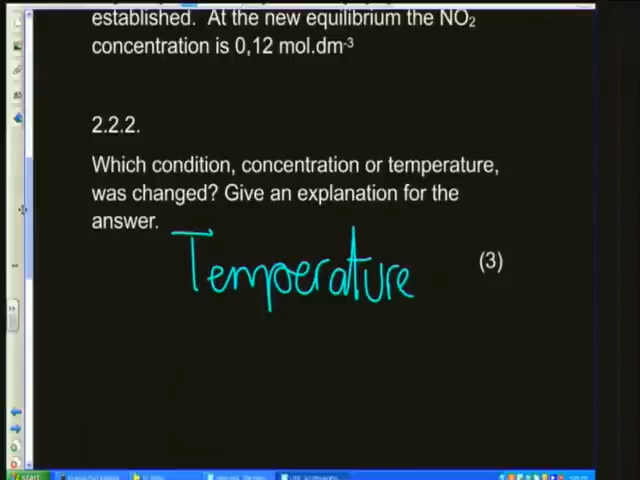 established. At the new equilibrium the NO₂
concentration is 0,12 mol.dm⁻³
2.2.2.
Which condition, concentration or temperature,
was changed? Give an explanation for the
answer.
Temperature
(3)
start